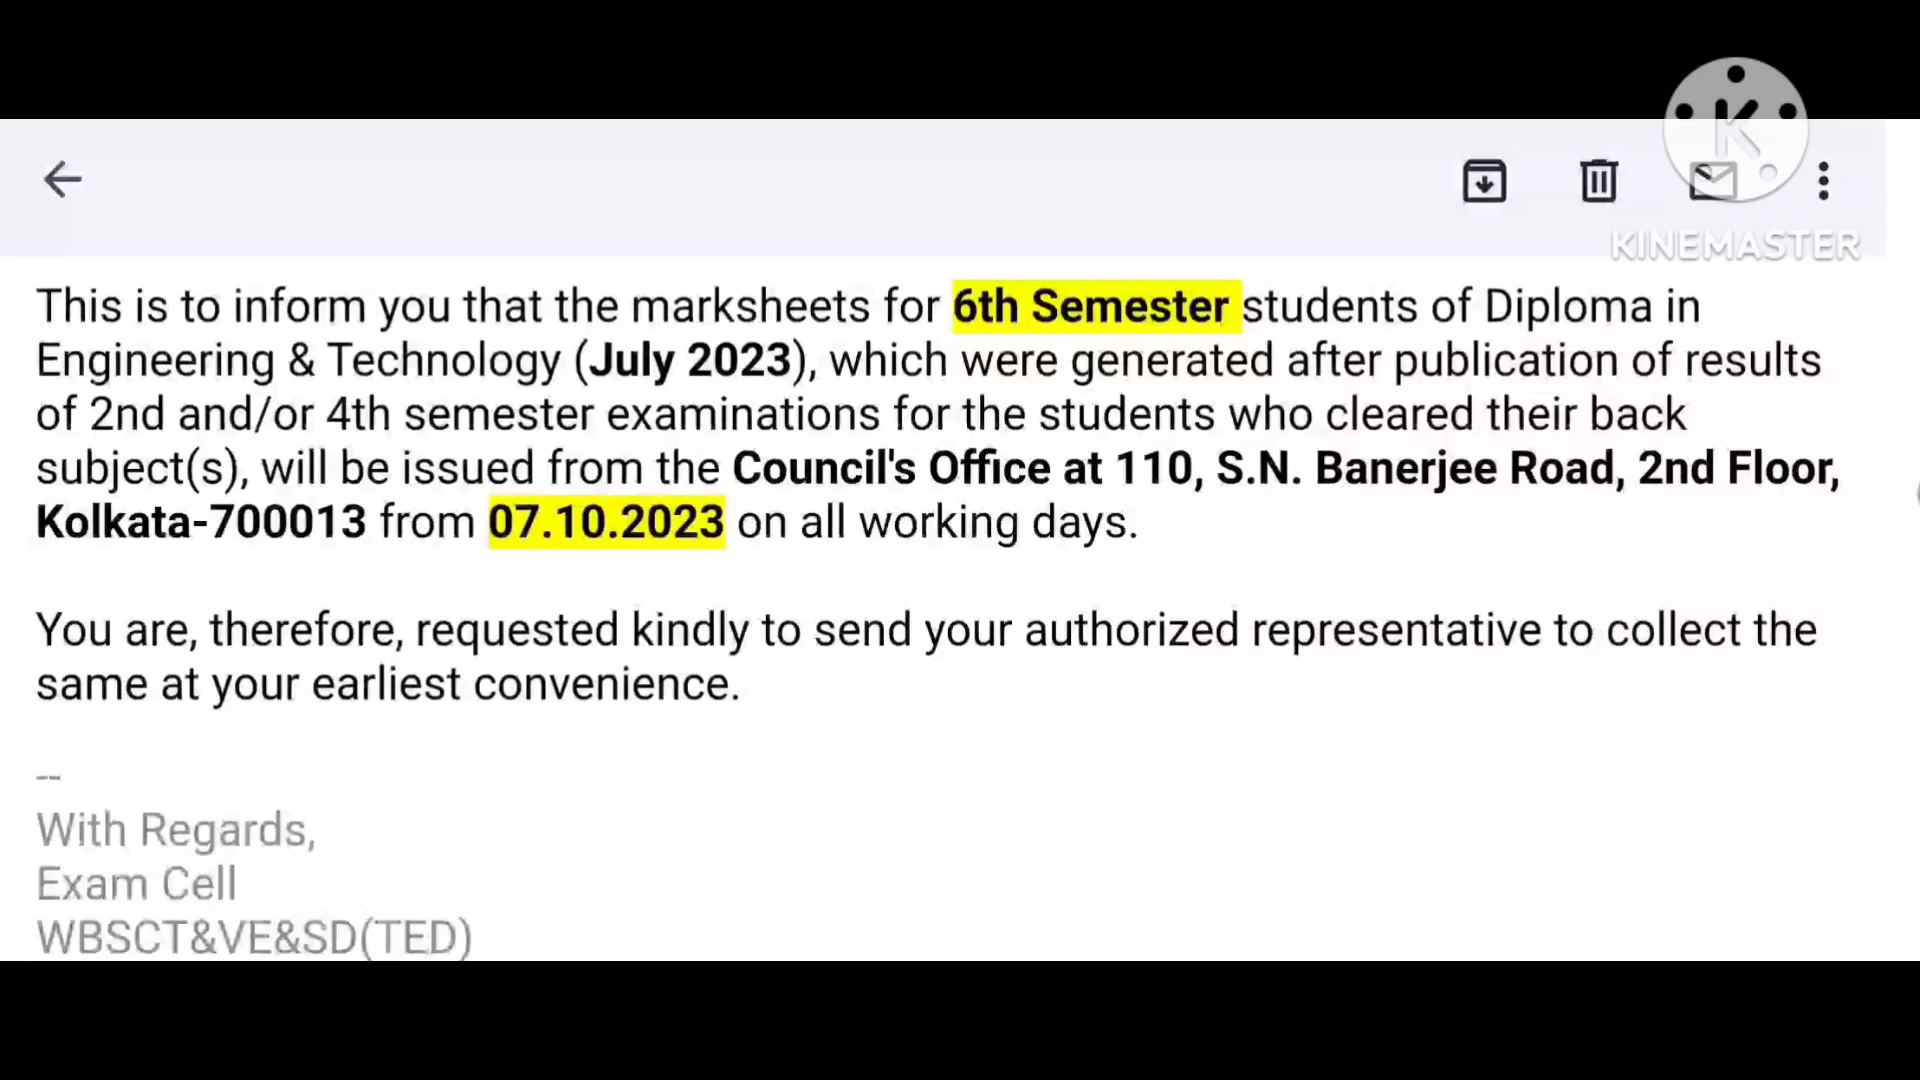 K
KINEMASTER
This is to inform you that the marksheets for 6th Semester students of Diploma in
Engineering & Technology (July 2023), which were generated after publication of results
of 2nd and/or 4th semester examinations for the students who cleared their back
subject(s), will be issued from the Council's Office at 110, S.N. Banerjee Road, 2nd Floor,
Kolkata-700013 from 07.10.2023 on all working days.
You are, therefore, requested kindly to send your authorized representative to collect the
same at your earliest convenience.
--
With Regards,
Exam Cell
WBSCT&VE&SD(TED)